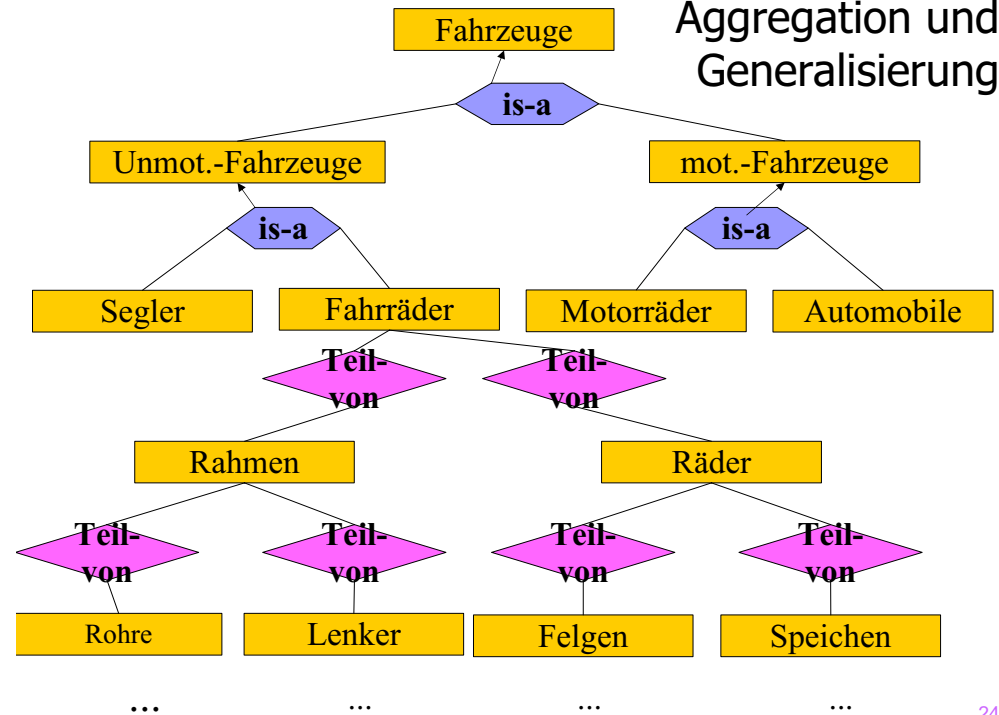 Aggregation und
Generalisierung
Fahrzeuge
is-a
Unmot.-Fahrzeuge
mot.-Fahrzeuge
is-a
is-a
Segler
Fahrräder
Motorräder
Automobile
Teil-
von
Teil-
von
Rahmen
Räder
Teil-
von
Teil-
von
Teil-
von
Teil-
von
Rohre
Lenker
Felgen
Speichen
...
...
...
...
24